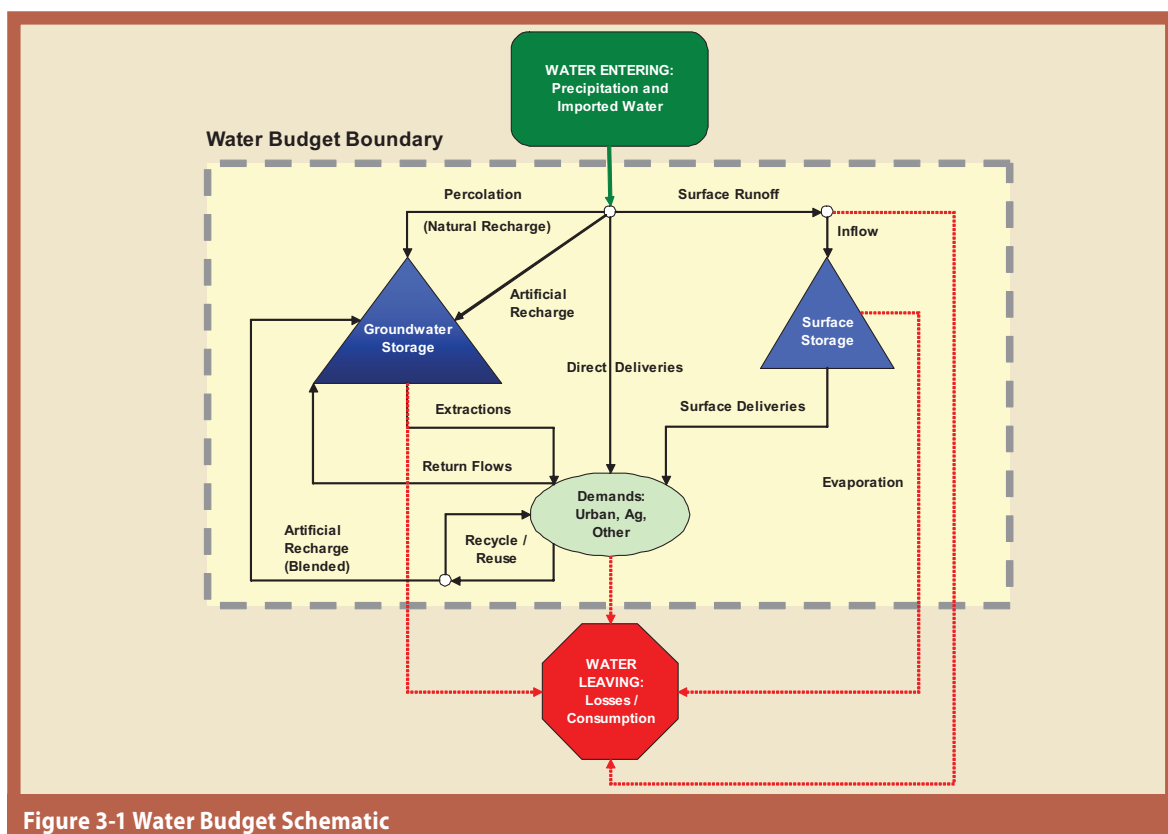 WATER ENTERING:
Precipitation and
Imported Water
Water Budget Boundary
Percolation
(Natural Recharge)
Surface Runoff
Inflow
Artificial
Recharge
Groundwater
Storage
Surface
Storage
Direct Deliveries
Extractions
Surface Deliveries
Return Flows
Evaporation
Demands:
Urban, Ag,
Other
Artificial
Recharge
(Blended)
Recycle /
Reuse
WATER
LEAVING:
Losses /
Consumption
Figure 3-1 Water Budget Schematic